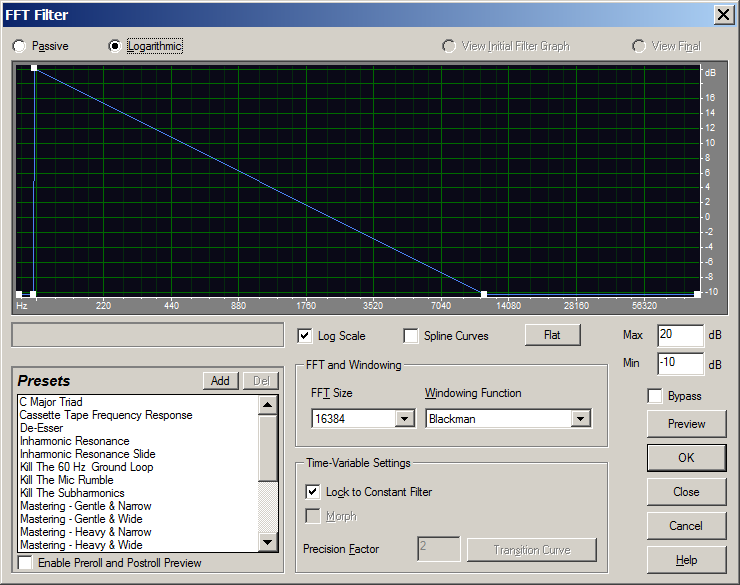 FFT Filter
Passive Logarithmic View Initial Filter Graph View Final
dB
16
14
12
10
8
6
4
2
0
-2
-4
-6
-8
-10
Hz 220 440 880 1760 3520 7040 14080 28160 56320
Log Scale Spline Curves Flat Max 20 dB
Min -10 dB
Presets Add Del
C Major Triad
Cassette Tape Frequency Response
De-Esser
Inharmonic Resonance
Inharmonic Resonance Slide
Kill The 60 Hz Ground Loop
Kill The Mic Rumble
Kill The Subharmonics
Mastering - Gentle & Narrow
Mastering - Gentle & Wide
Mastering - Heavy & Narrow
Mastering - Heavy & Wide
Enable Preroll and Postroll Preview
FFT and Windowing
FFT Size Windowing Function
16384 Blackman
Time-Variable Settings
Lock to Constant Filter
Morph
Precision Factor 2 Transition Curve
Bypass
Preview
OK
Close
Cancel
Help